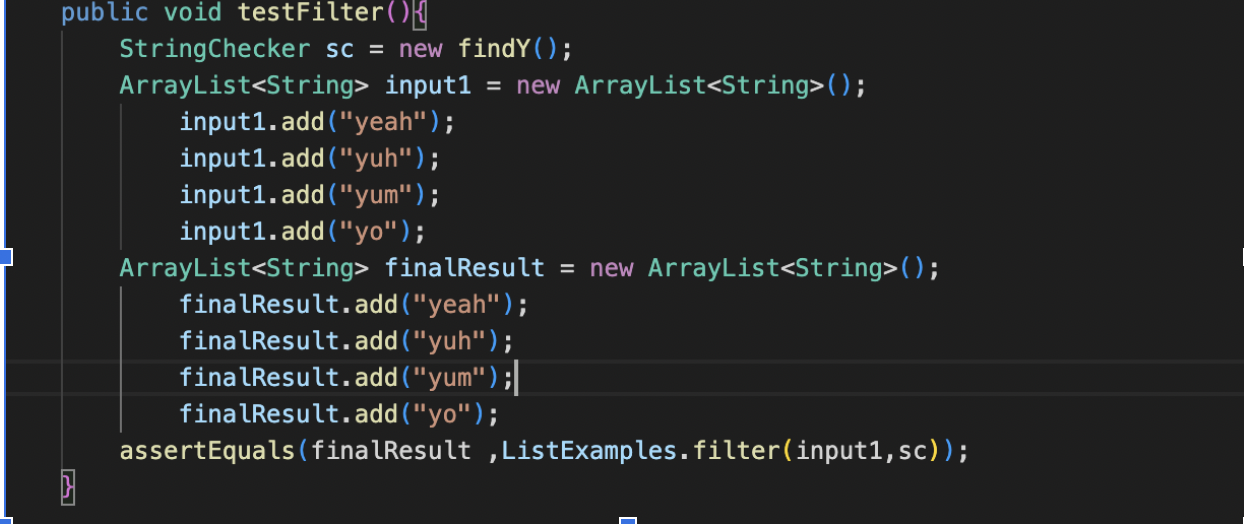 public void testFilter(){
StringChecker sc = new findY();
ArrayList<String> input1 = new ArrayList<String>();
input1.add("yeah");
input1.add("yuh");
input1.add("yum");
input1.add("yo");
ArrayList<String> finalResult = new ArrayList<String>();
finalResult.add("yeah");
finalResult.add("yuh");
finalResult.add("yum");
finalResult.add("yo");
assertEquals(finalResult ,ListExamples.filter(input1,sc));
}